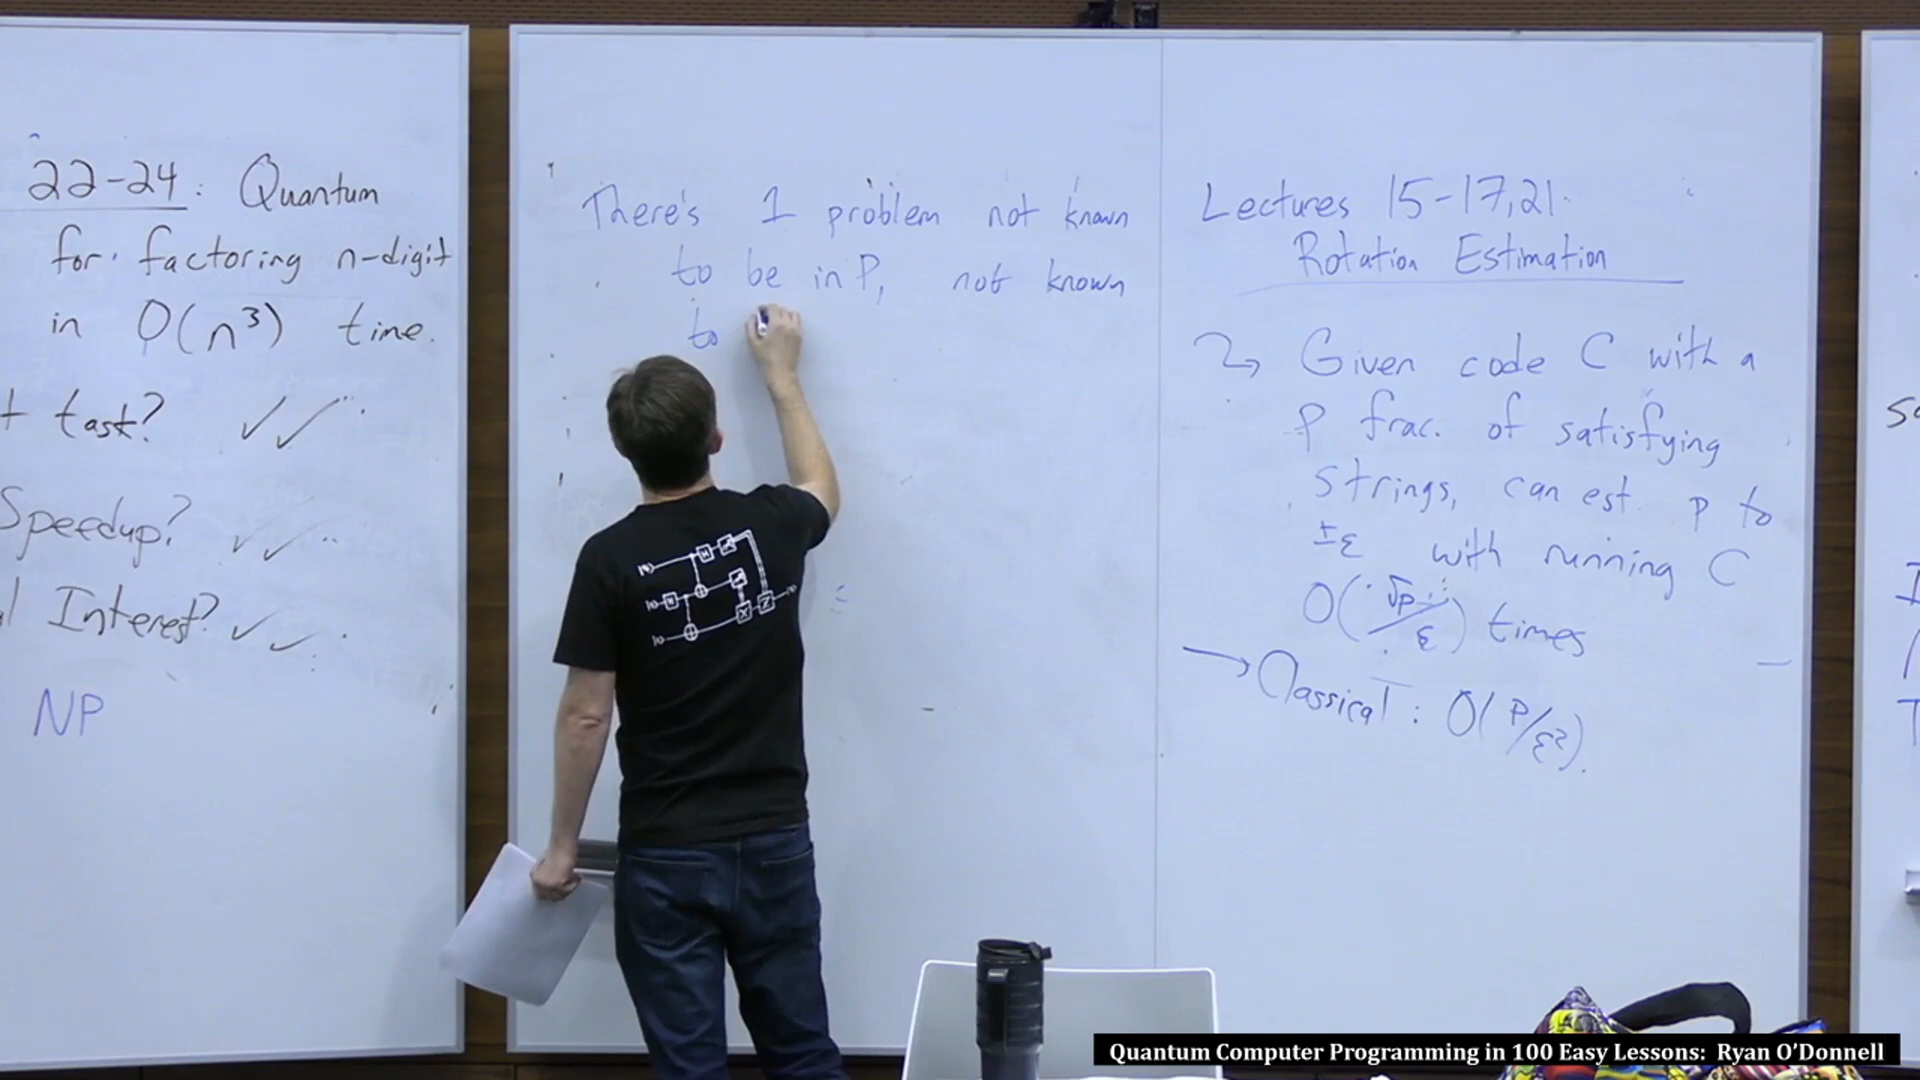 22-24: Quantum
for factoring n-digit
in O(n³) time.
t task? ✓✓
Speedup? ✓✓
Interest? ✓✓
NP
There's 1 problem not known
to be in P, not known
to
Lectures 15-17,21:
Rotation Estimation
Given code C with a
p frac. of satisfying
strings, can est. p to
±ε with running C
O(√p/ε) times
→ Classical: O(p/ε²).
Quantum Computer Programming in 100 Easy Lessons: Ryan O'Donnell